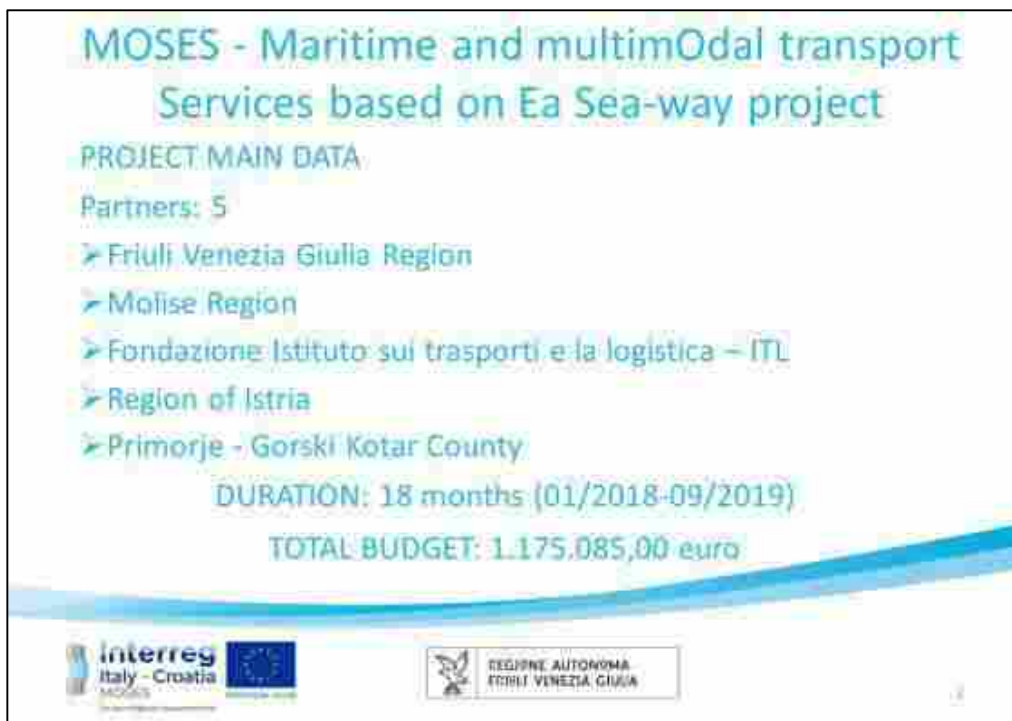 MOSES - Maritime and multimOdal transport
Services based on Ea Sea-way project
PROJECT MAIN DATA
Partners: 5
➢Friuli Venezia Giulia Region
➢Molise Region
➢Fondazione Istituto sui trasporti e la logistica – ITL
➢Region of Istria
➢Primorje - Gorski Kotar County
DURATION: 18 months (01/2018-09/2019)
TOTAL BUDGET: 1.175.085,00 euro
Interreg
Italy - Croatia
MOSES
REGIONE AUTONOMA
FRIULI VENEZIA GIULIA